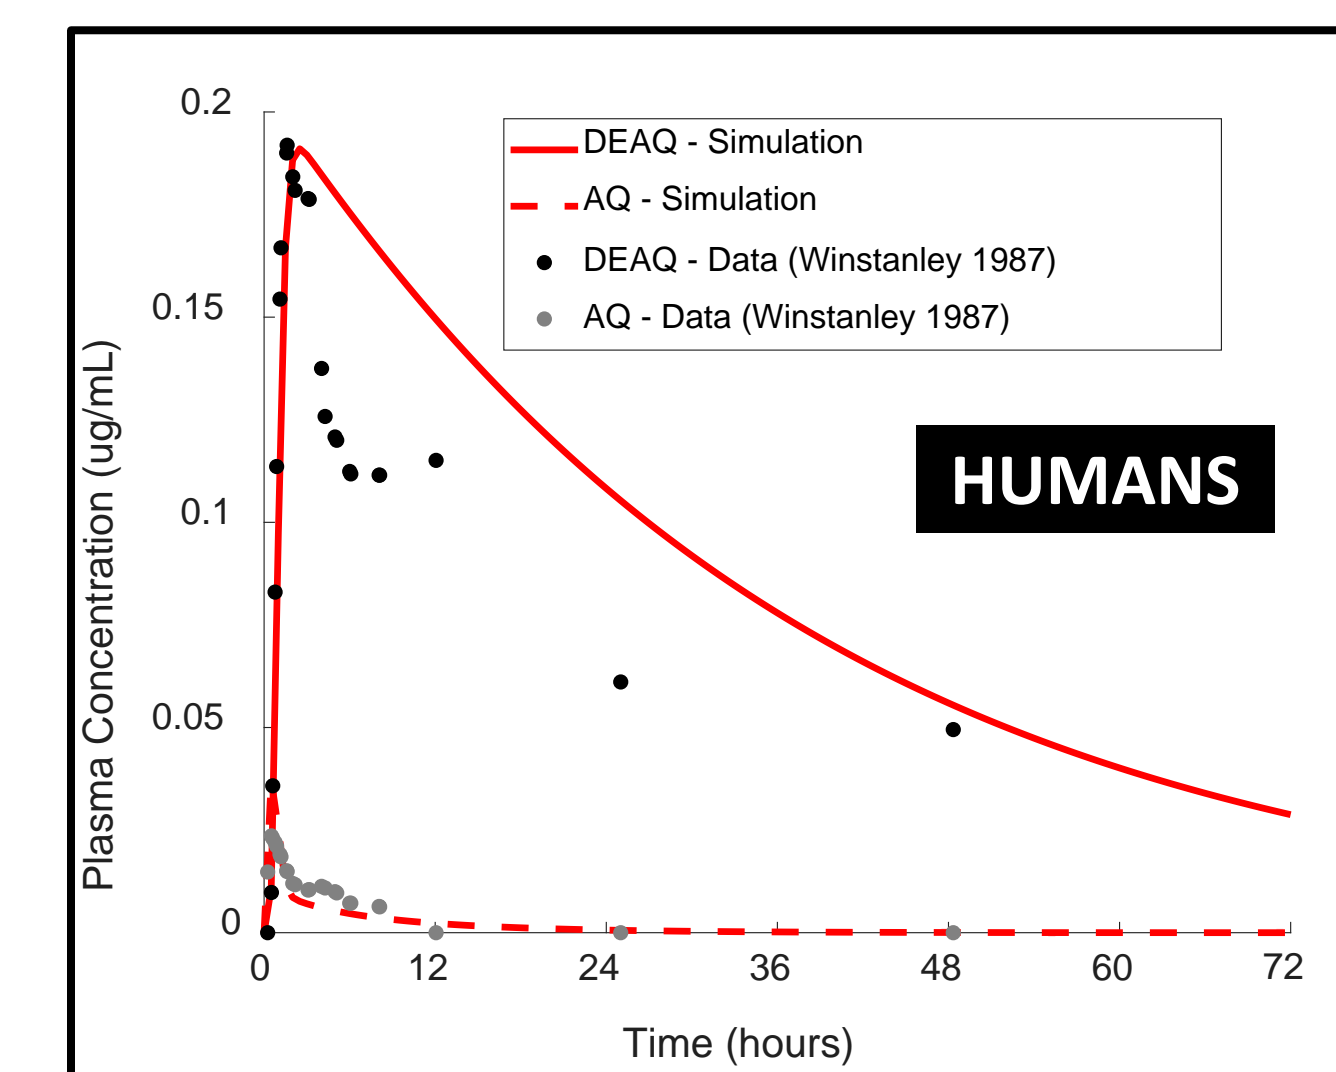 0.2
DEAQ - Simulation
AQ - Simulation
DEAQ - Data (Winstanley 1987)
AQ - Data (Winstanley 1987)
0.15
HUMANS
0.1
0.05
0
Plasma Concentration (ug/mL)
0 12 24 36 48 60 72
Time (hours)